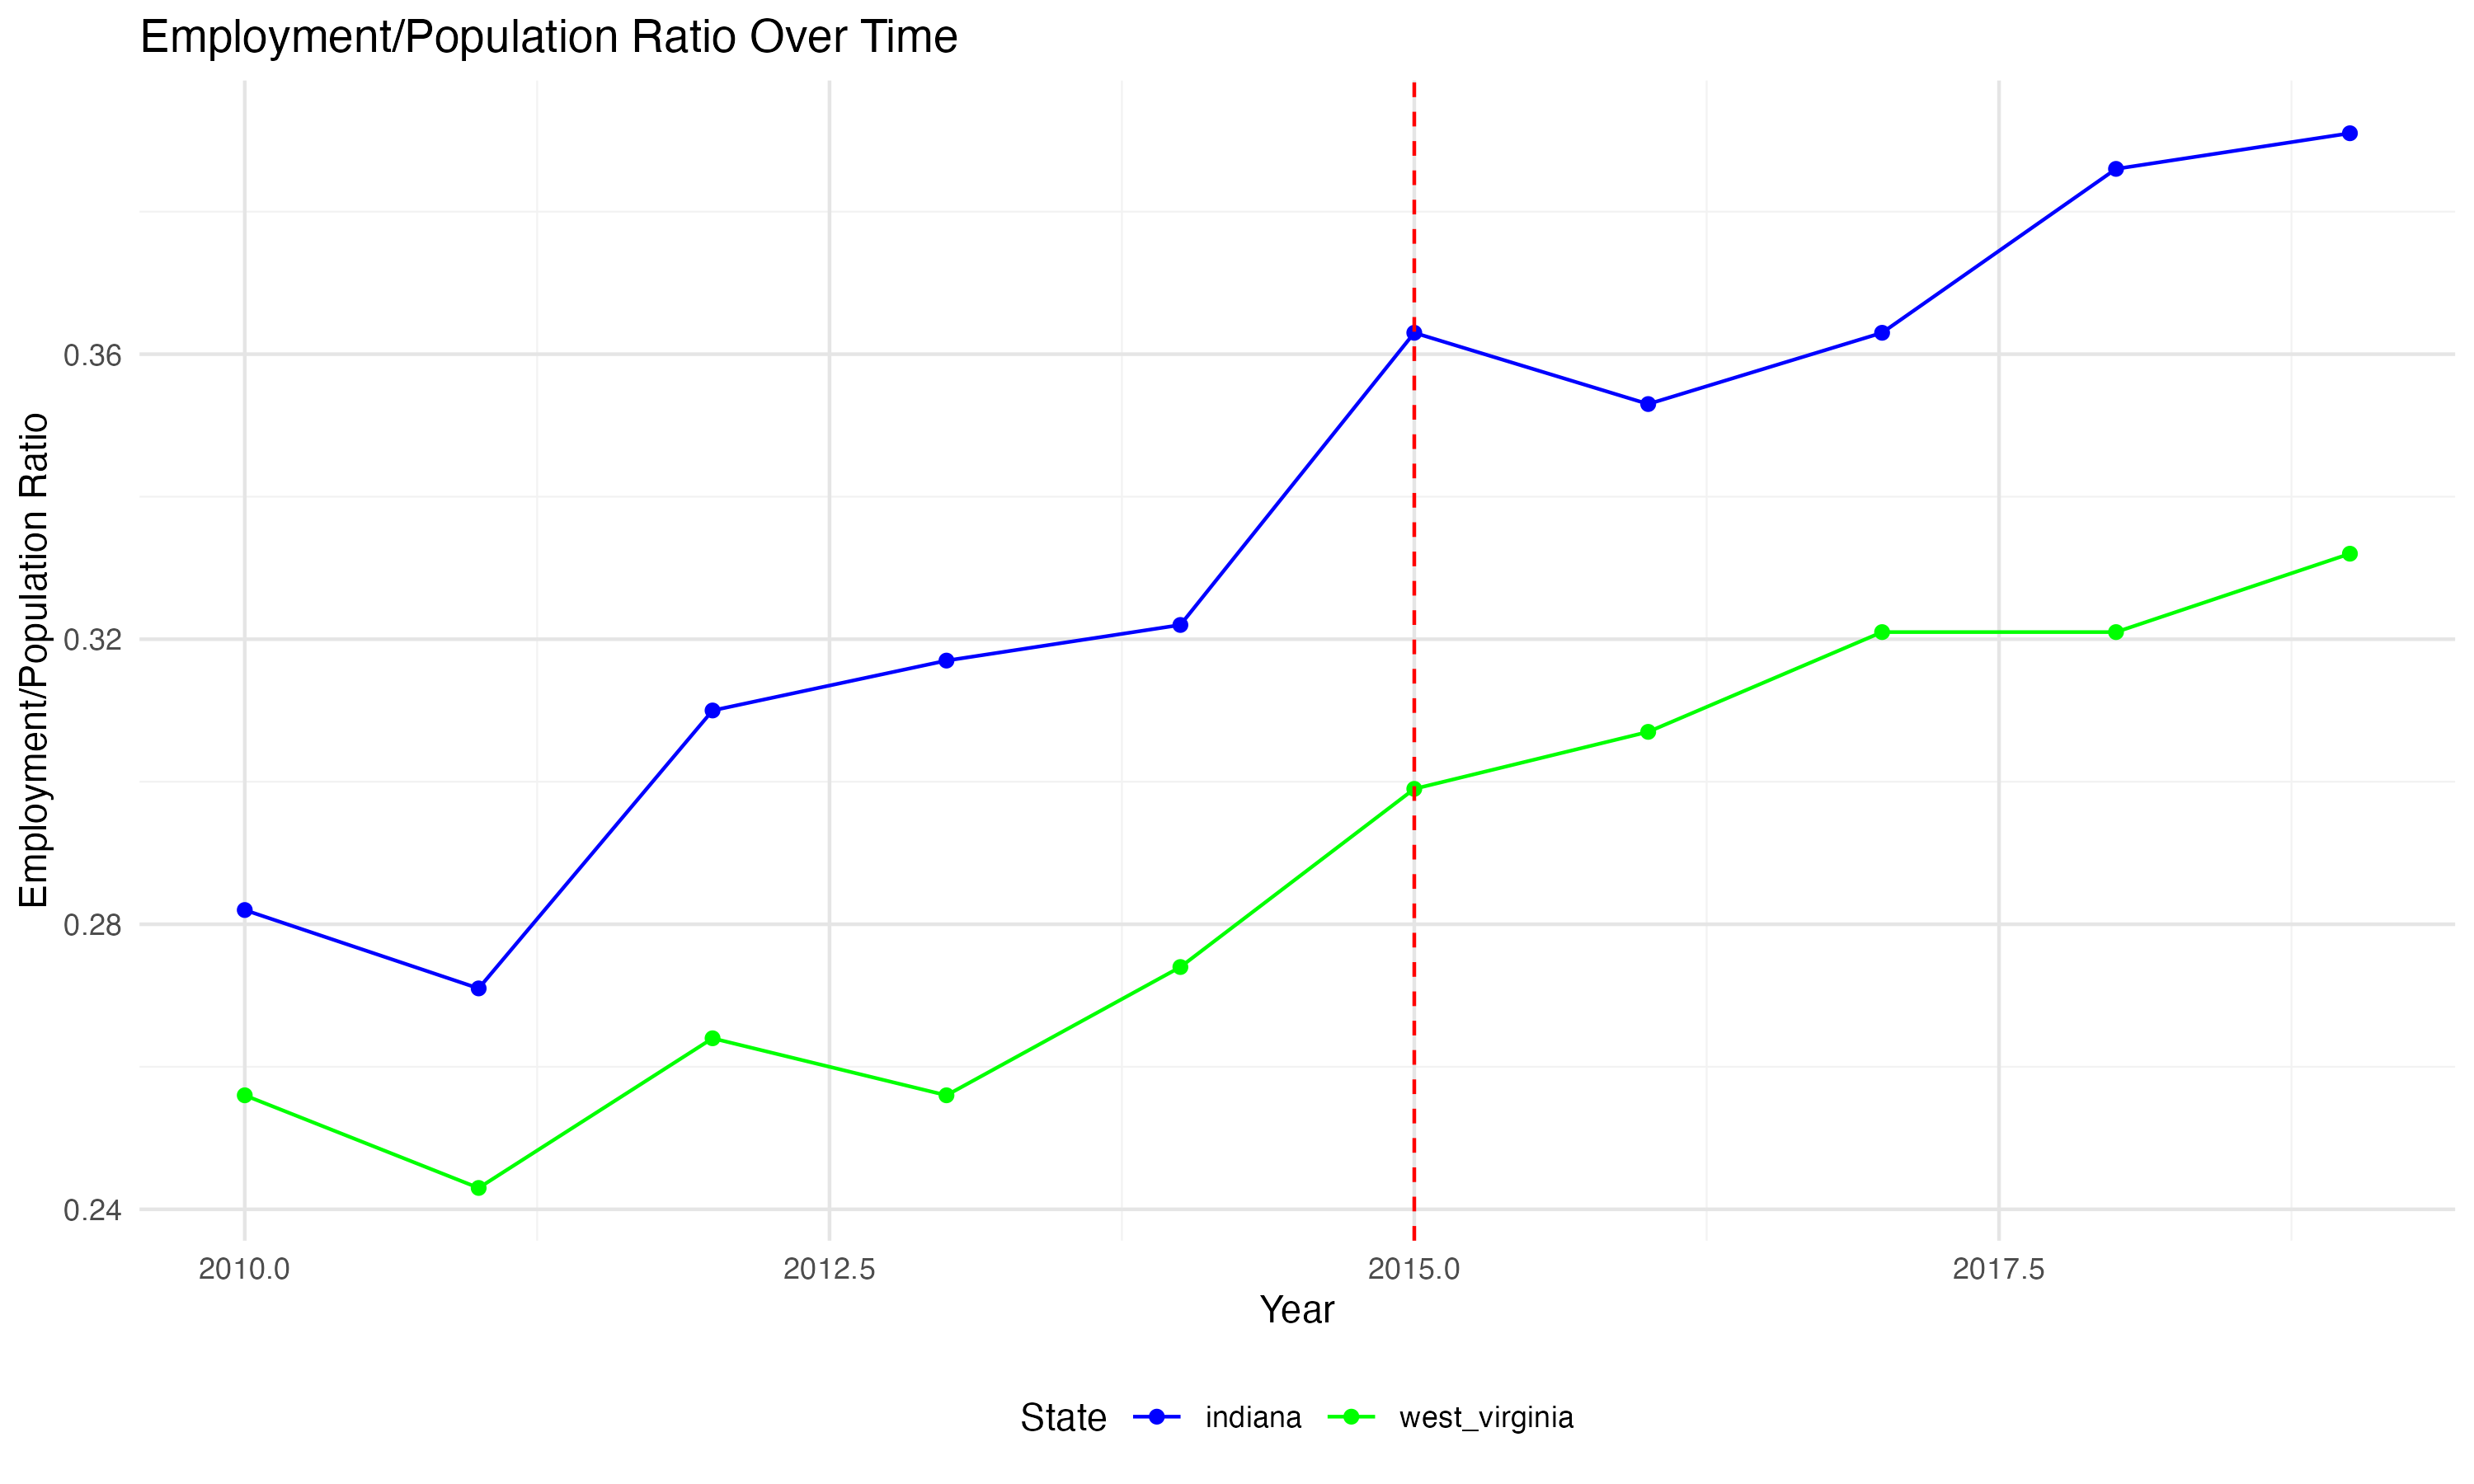 Employment/Population Ratio Over Time
Employment/Population Ratio
0.36
0.32
0.28
0.24
2010.0 2012.5 2015.0 2017.5
Year
State indiana west_virginia